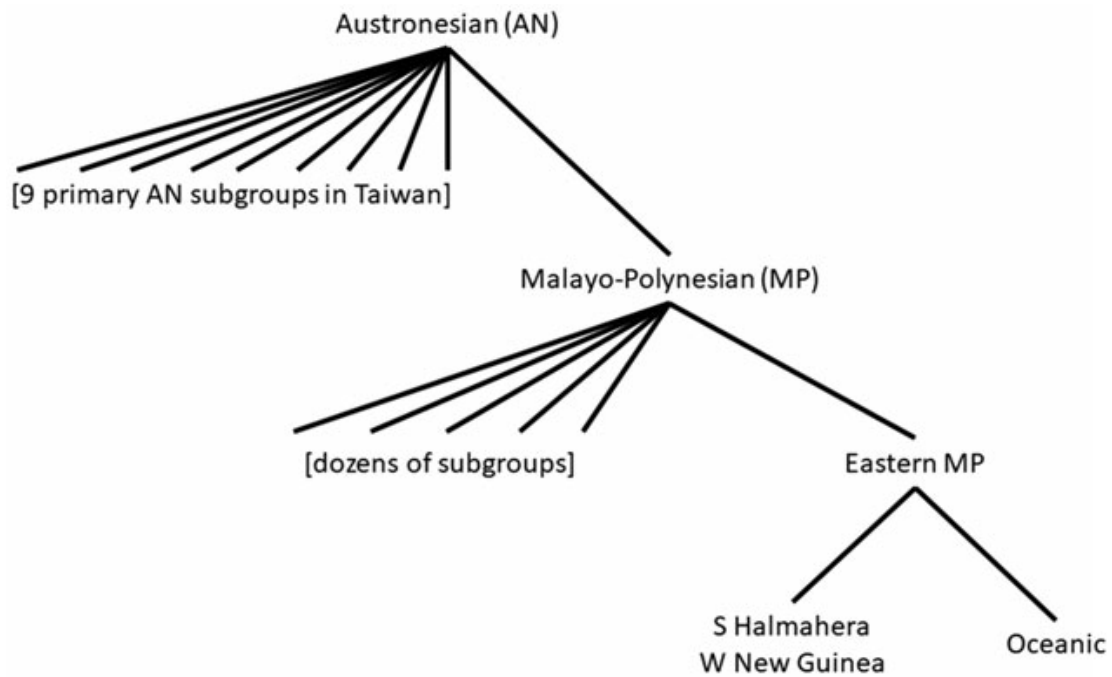 Austronesian (AN)
[9 primary AN subgroups in Taiwan]
Malayo-Polynesian (MP)
[dozens of subgroups]
Eastern MP
S Halmahera
W New Guinea
Oceanic